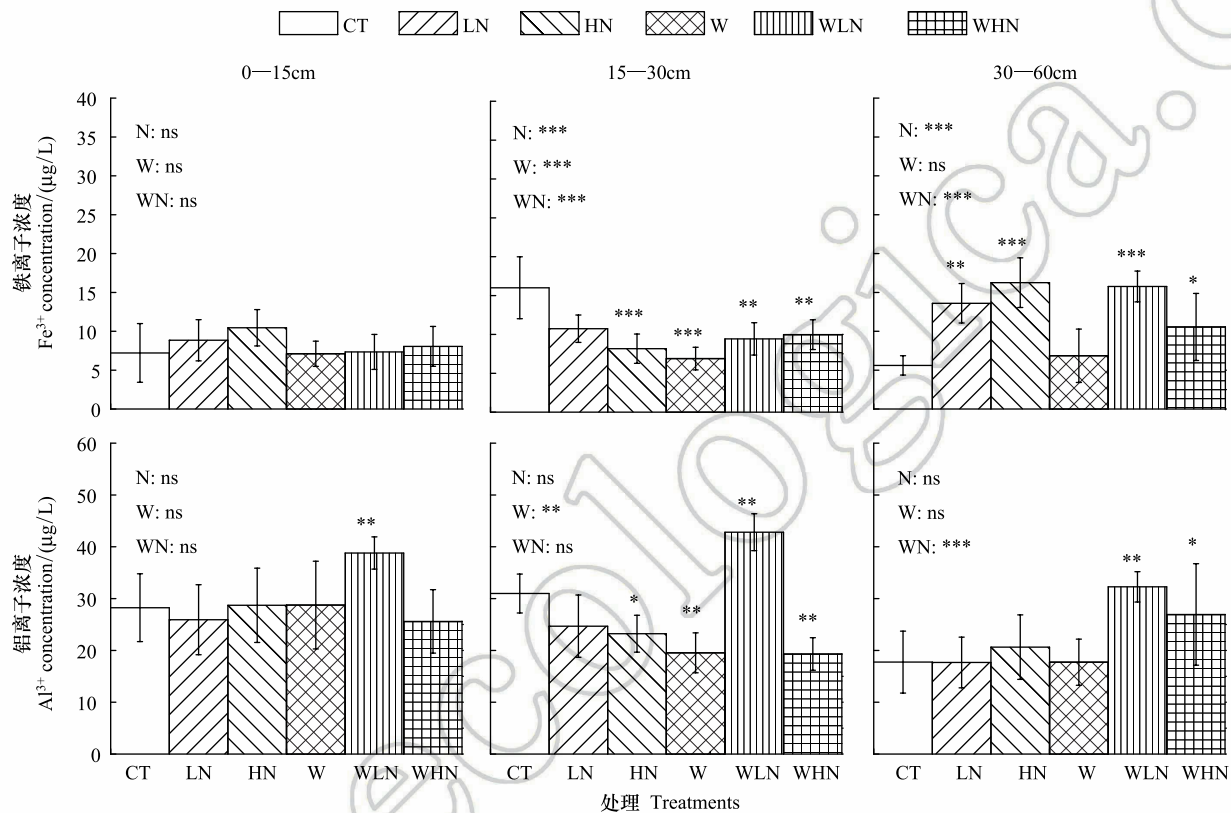 CT LN HN W WLN WHN
0—15cm 15—30cm 30—60cm
铁离子浓度
Fe³⁺ concentration/(μg/L)
40
35
30
25
20
15
10
5
0
N: ns
W: ns
WN: ns
N: ***
W: ***
WN: ***
*** *** ** **
N: ***
W: ns
WN: ***
** *** *** *
铝离子浓度
Al³⁺ concentration/(μg/L)
60
50
40
30
20
10
0
N: ns
W: ns
WN: ns
**
N: ns
W: **
WN: ns
* ** ** **
N: ns
W: ns
WN: ***
** *
CT LN HN W WLN WHN CT LN HN W WLN WHN CT LN HN W WLN WHN
处理 Treatments
ecologica.c